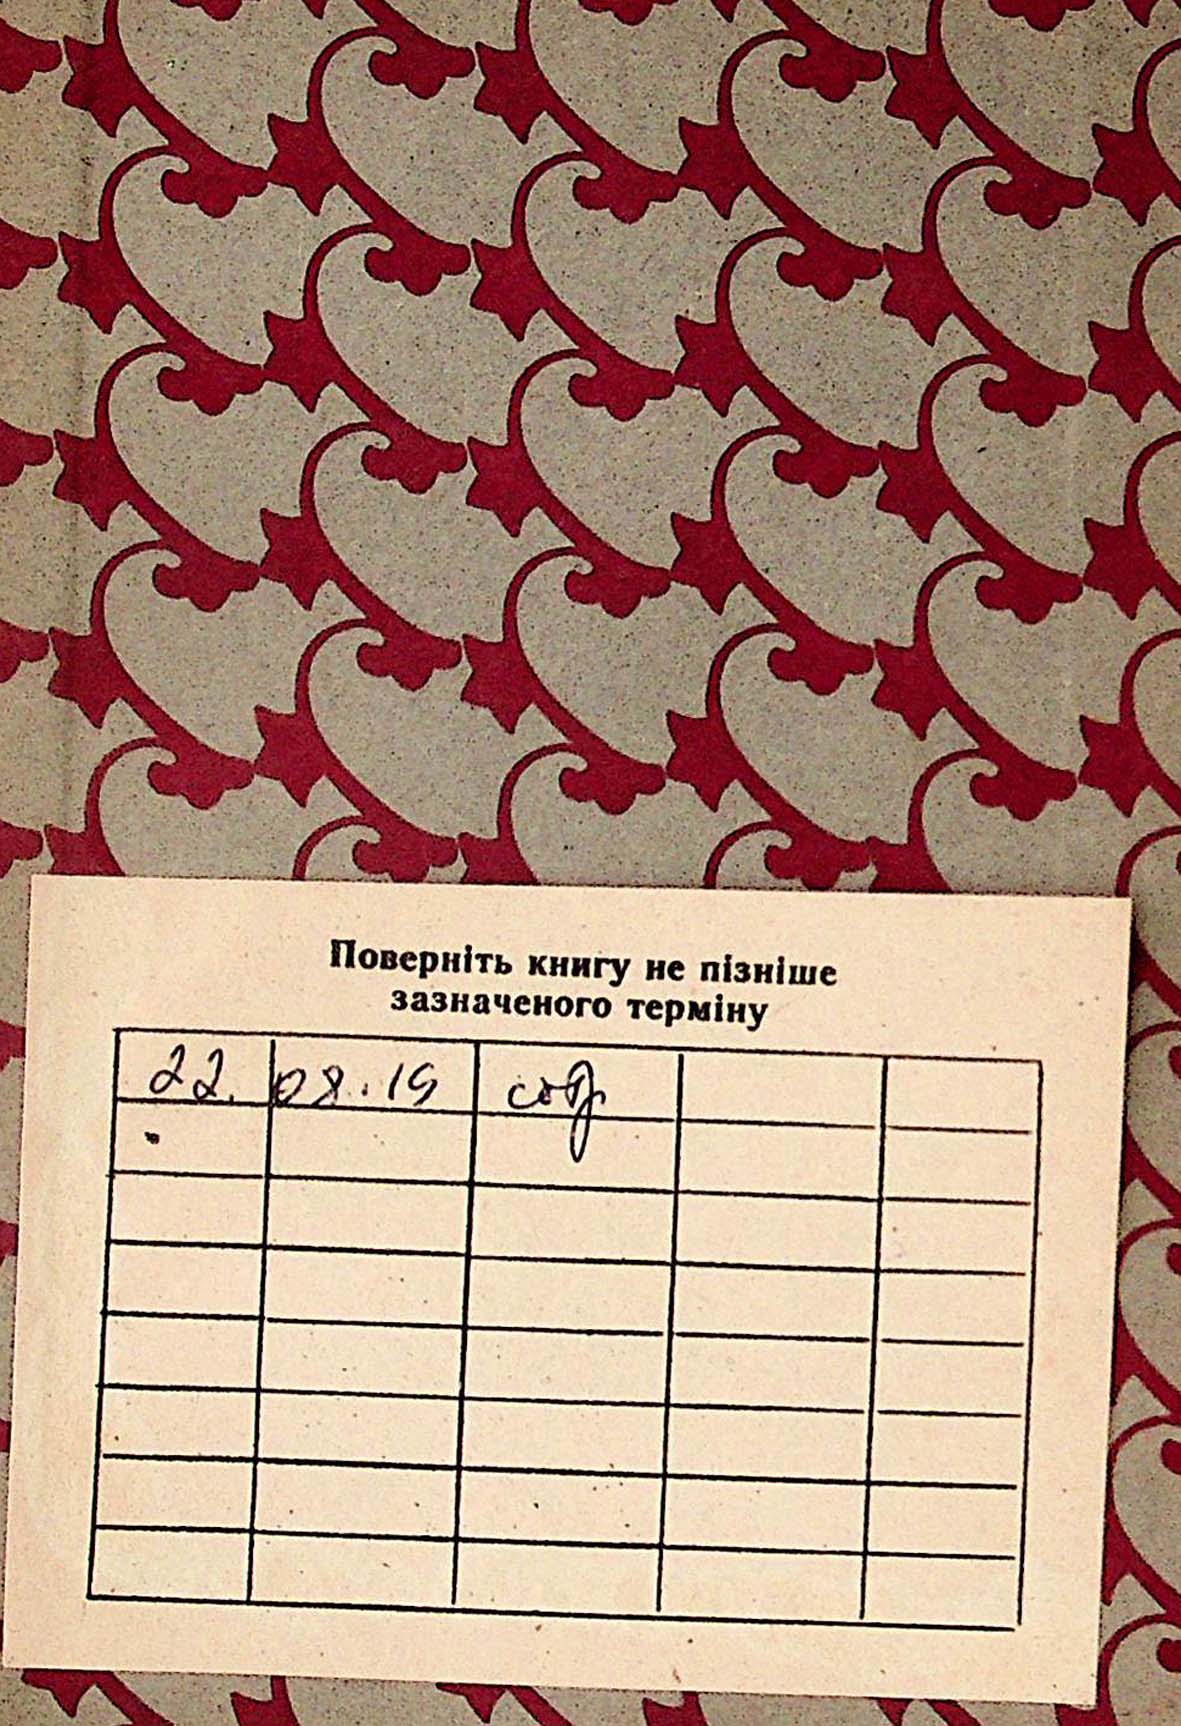 Поверніть книгу не пізніше
зазначеного терміну
22. 08.19